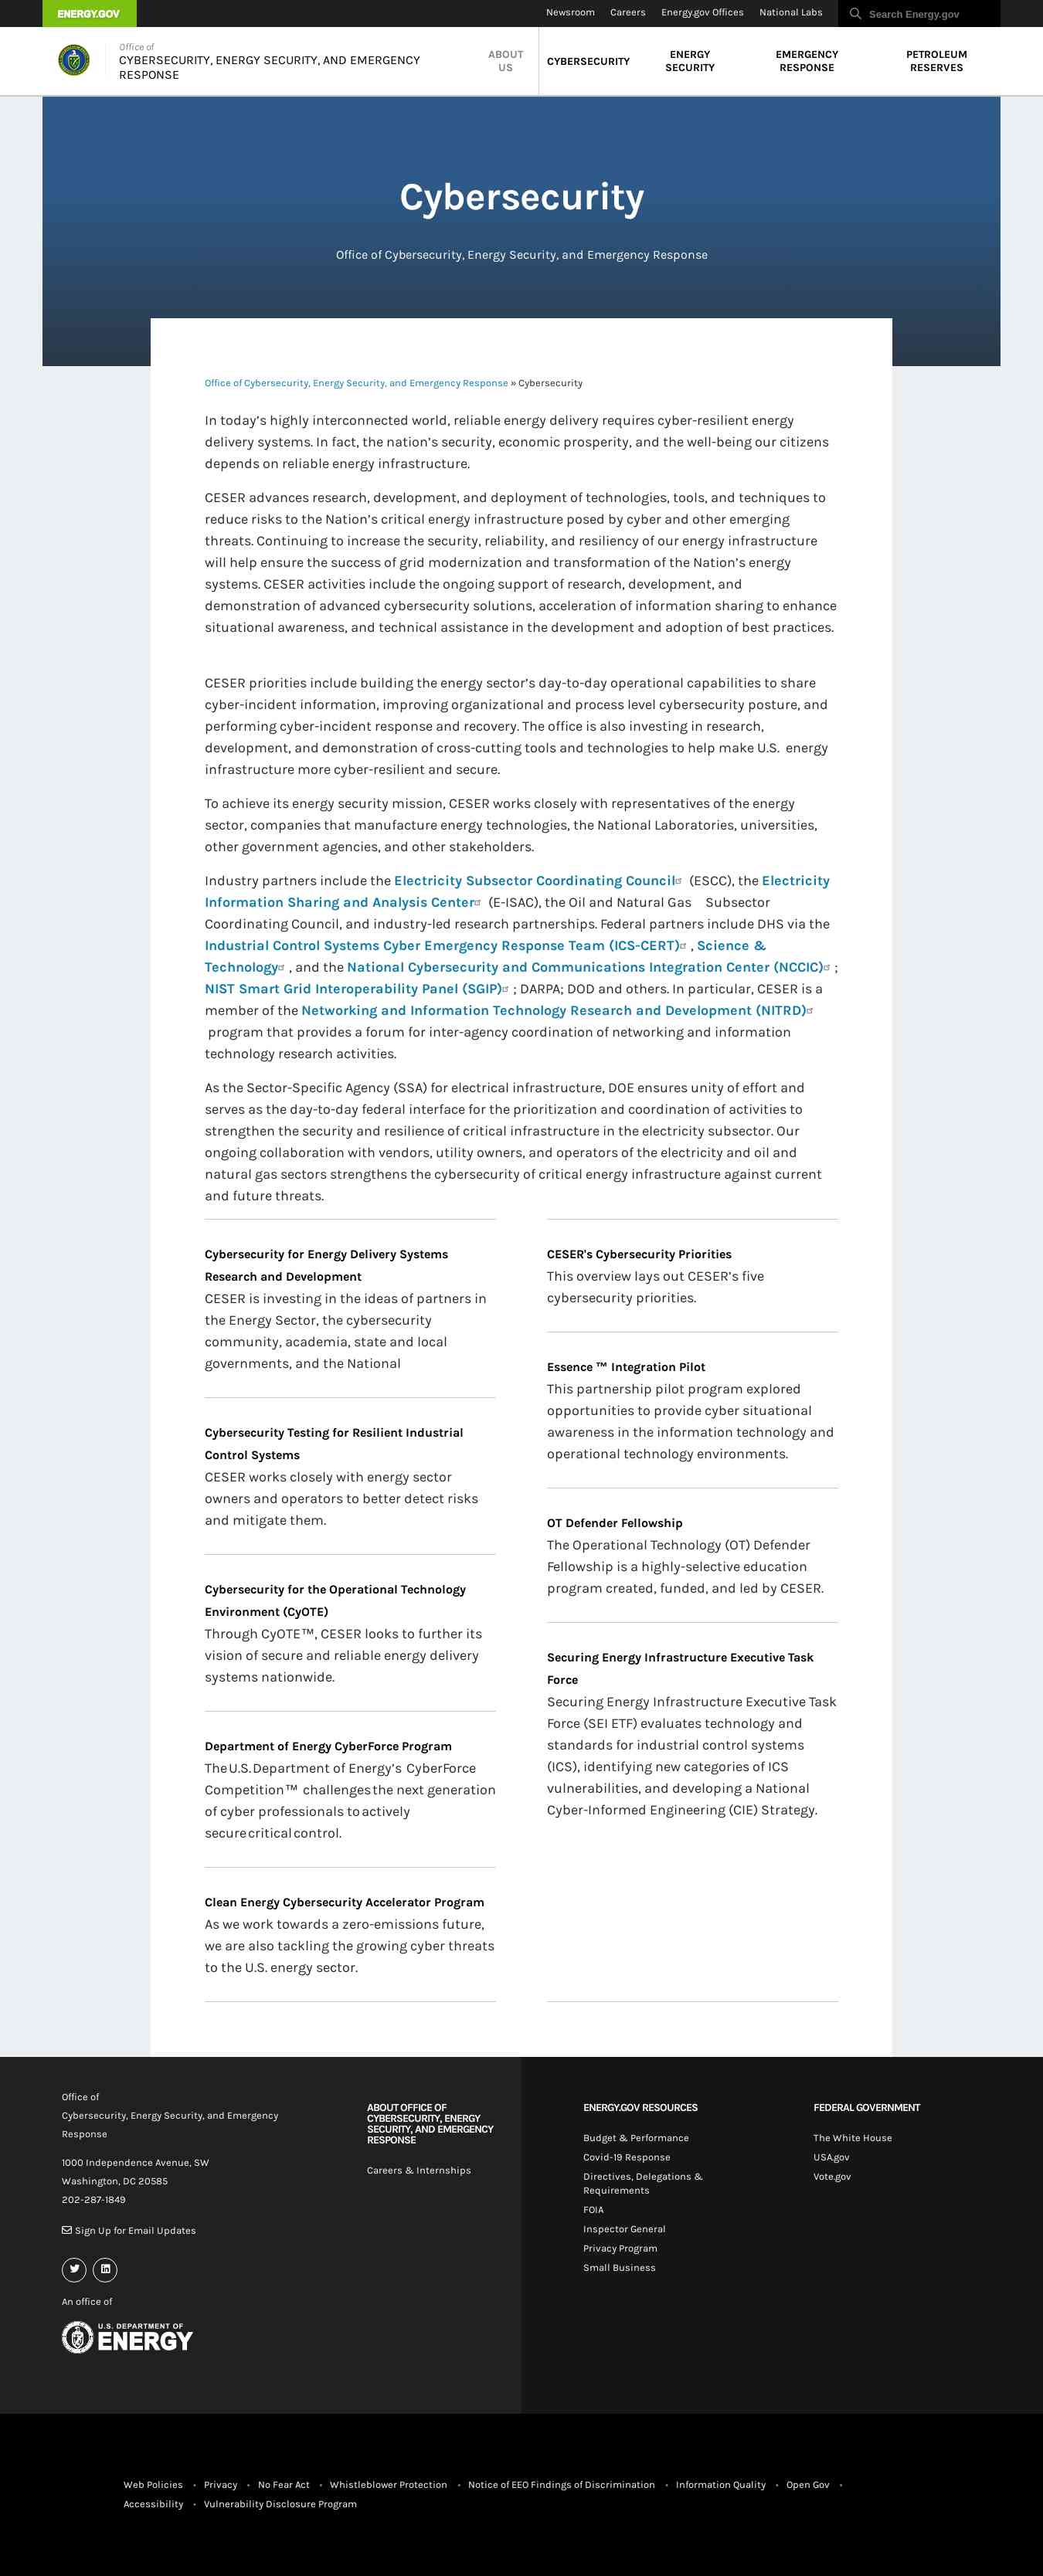 ENERGY.GOV
Newsroom
Careers
Energy.gov Offices
National Labs
Search Energy.gov
Office of
CYBERSECURITY, ENERGY SECURITY, AND EMERGENCY
RESPONSE
ABOUT
US
CYBERSECURITY
ENERGY
SECURITY
EMERGENCY
RESPONSE
PETROLEUM
RESERVES
Cybersecurity
Office of Cybersecurity, Energy Security, and Emergency Response
Office of Cybersecurity, Energy Security, and Emergency Response » Cybersecurity
In today's highly interconnected world, reliable energy delivery requires cyber-resilient energy
delivery systems. In fact, the nation's security, economic prosperity, and the well-being our citizens
depends on reliable energy infrastructure.
CESER advances research, development, and deployment of technologies, tools, and techniques to
reduce risks to the Nation's critical energy infrastructure posed by cyber and other emerging
threats. Continuing to increase the security, reliability, and resiliency of our energy infrastructure
will help ensure the success of grid modernization and transformation of the Nation's energy
systems. CESER activities include the ongoing support of research, development, and
demonstration of advanced cybersecurity solutions, acceleration of information sharing to enhance
situational awareness, and technical assistance in the development and adoption of best practices.
CESER priorities include building the energy sector's day-to-day operational capabilities to share
cyber-incident information, improving organizational and process level cybersecurity posture, and
performing cyber-incident response and recovery. The office is also investing in research,
development, and demonstration of cross-cutting tools and technologies to help make U.S. energy
infrastructure more cyber-resilient and secure.
To achieve its energy security mission, CESER works closely with representatives of the energy
sector, companies that manufacture energy technologies, the National Laboratories, universities,
other government agencies, and other stakeholders.
Industry partners include the Electricity Subsector Coordinating Council (ESCC), the Electricity
Information Sharing and Analysis Center (E-ISAC), the Oil and Natural Gas Subsector
Coordinating Council, and industry-led research partnerships. Federal partners include DHS via the
Industrial Control Systems Cyber Emergency Response Team (ICS-CERT) , Science &
Technology , and the National Cybersecurity and Communications Integration Center (NCCIC) ;
NIST Smart Grid Interoperability Panel (SGIP) ; DARPA; DOD and others. In particular, CESER is a
member of the Networking and Information Technology Research and Development (NITRD)
program that provides a forum for inter-agency coordination of networking and information
technology research activities.
As the Sector-Specific Agency (SSA) for electrical infrastructure, DOE ensures unity of effort and
serves as the day-to-day federal interface for the prioritization and coordination of activities to
strengthen the security and resilience of critical infrastructure in the electricity subsector. Our
ongoing collaboration with vendors, utility owners, and operators of the electricity and oil and
natural gas sectors strengthens the cybersecurity of critical energy infrastructure against current
and future threats.
Cybersecurity for Energy Delivery Systems
Research and Development
CESER is investing in the ideas of partners in
the Energy Sector, the cybersecurity
community, academia, state and local
governments, and the National
Cybersecurity Testing for Resilient Industrial
Control Systems
CESER works closely with energy sector
owners and operators to better detect risks
and mitigate them.
Cybersecurity for the Operational Technology
Environment (CyOTE)
Through CyOTE™, CESER looks to further its
vision of secure and reliable energy delivery
systems nationwide.
Department of Energy CyberForce Program
The U.S. Department of Energy's CyberForce
Competition™ challenges the next generation
of cyber professionals to actively
secure critical control.
Clean Energy Cybersecurity Accelerator Program
As we work towards a zero-emissions future,
we are also tackling the growing cyber threats
to the U.S. energy sector.
CESER's Cybersecurity Priorities
This overview lays out CESER's five
cybersecurity priorities.
Essence ™ Integration Pilot
This partnership pilot program explored
opportunities to provide cyber situational
awareness in the information technology and
operational technology environments.
OT Defender Fellowship
The Operational Technology (OT) Defender
Fellowship is a highly-selective education
program created, funded, and led by CESER.
Securing Energy Infrastructure Executive Task
Force
Securing Energy Infrastructure Executive Task
Force (SEI ETF) evaluates technology and
standards for industrial control systems
(ICS), identifying new categories of ICS
vulnerabilities, and developing a National
Cyber-Informed Engineering (CIE) Strategy.
Office of
Cybersecurity, Energy Security, and Emergency
Response
1000 Independence Avenue, SW
Washington, DC 20585
202-287-1849
Sign Up for Email Updates
An office of
U.S. DEPARTMENT OF
ENERGY
ABOUT OFFICE OF
CYBERSECURITY, ENERGY
SECURITY, AND EMERGENCY
RESPONSE
Careers & Internships
ENERGY.GOV RESOURCES
Budget & Performance
Covid-19 Response
Directives, Delegations &
Requirements
FOIA
Inspector General
Privacy Program
Small Business
FEDERAL GOVERNMENT
The White House
USA.gov
Vote.gov
Web Policies • Privacy • No Fear Act • Whistleblower Protection • Notice of EEO Findings of Discrimination • Information Quality • Open Gov •
Accessibility • Vulnerability Disclosure Program